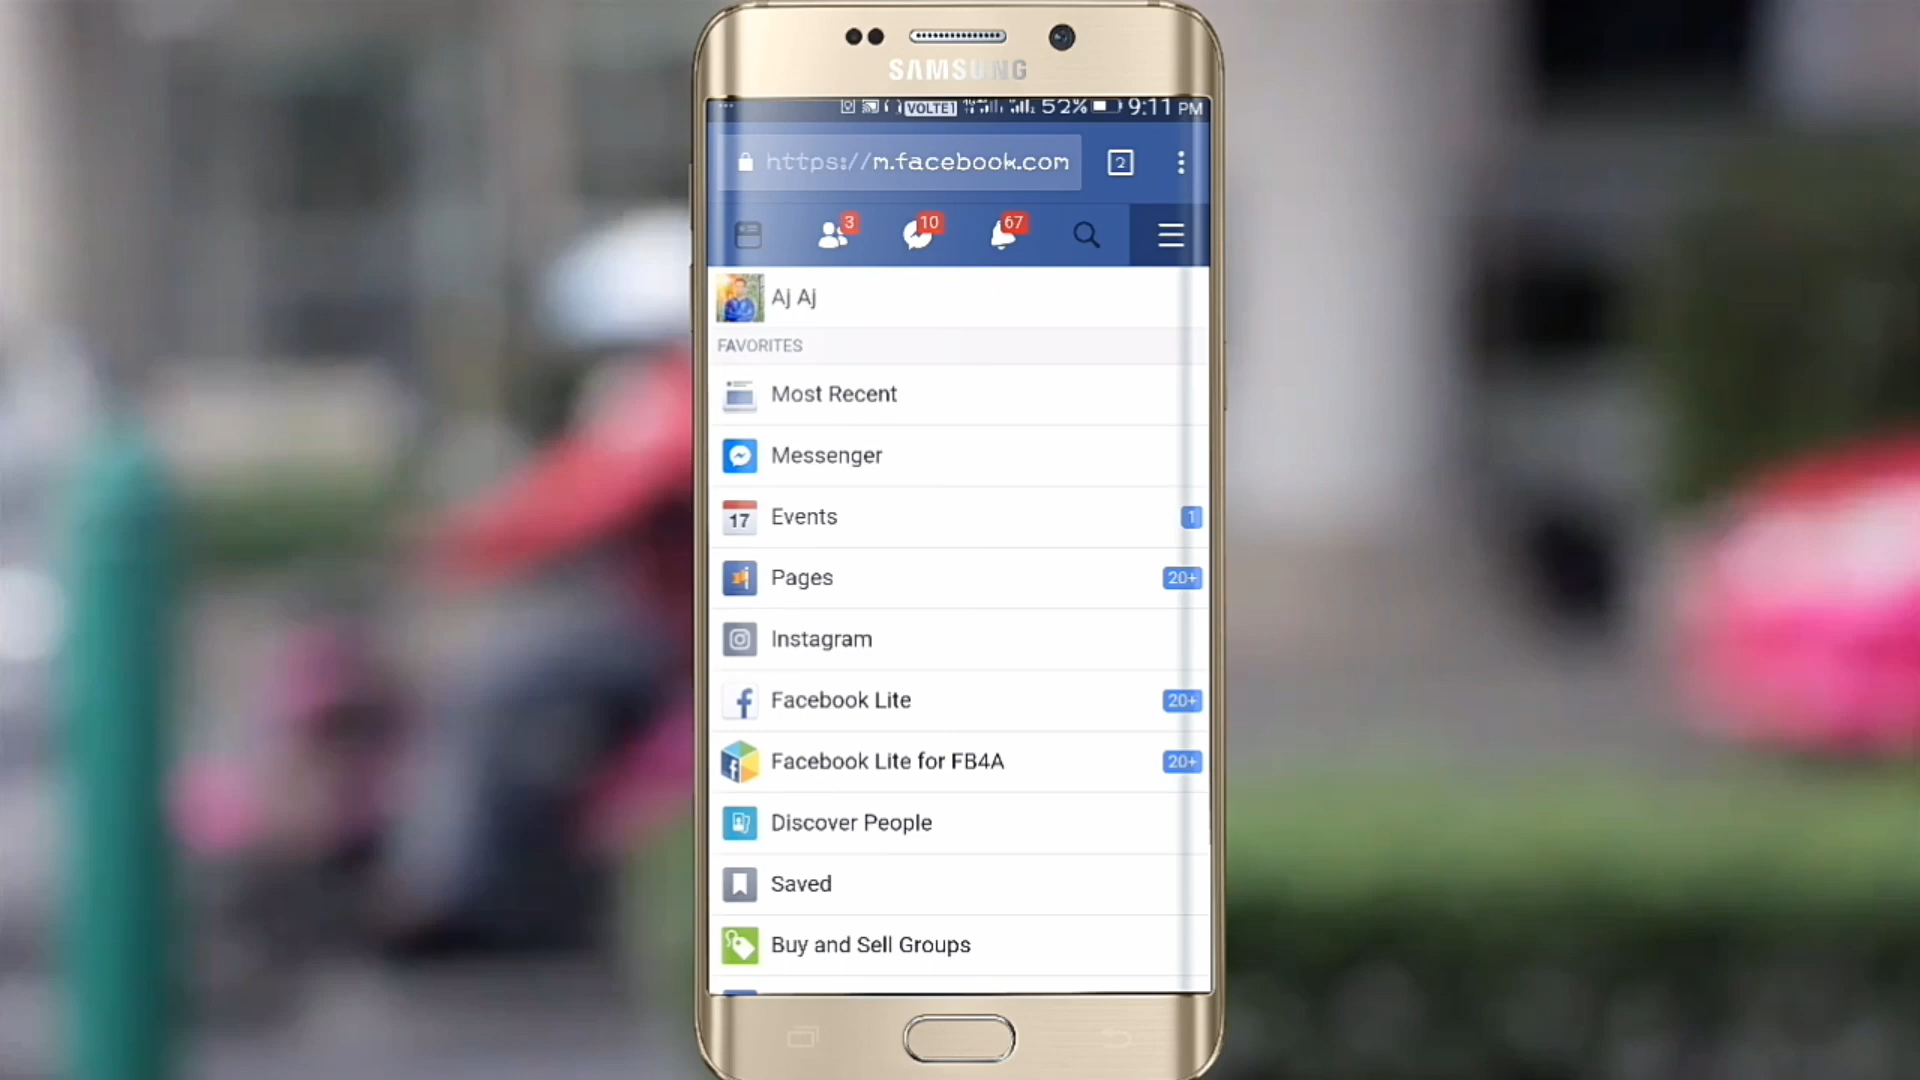 SAMSUNG
VOLTE1 52% 9:11 PM
https://m.facebook.com 2
3 10 67
Aj Aj
FAVORITES
Most Recent
Messenger
17 Events 1
Pages 20+
Instagram
Facebook Lite 20+
Facebook Lite for FB4A 20+
Discover People
Saved
Buy and Sell Groups